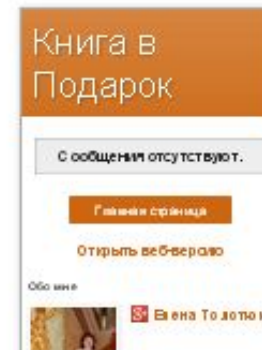 Книга в
Подарок
Сообщения отсутствуют.
Главная страница
Открыть веб-версию
Обо мне